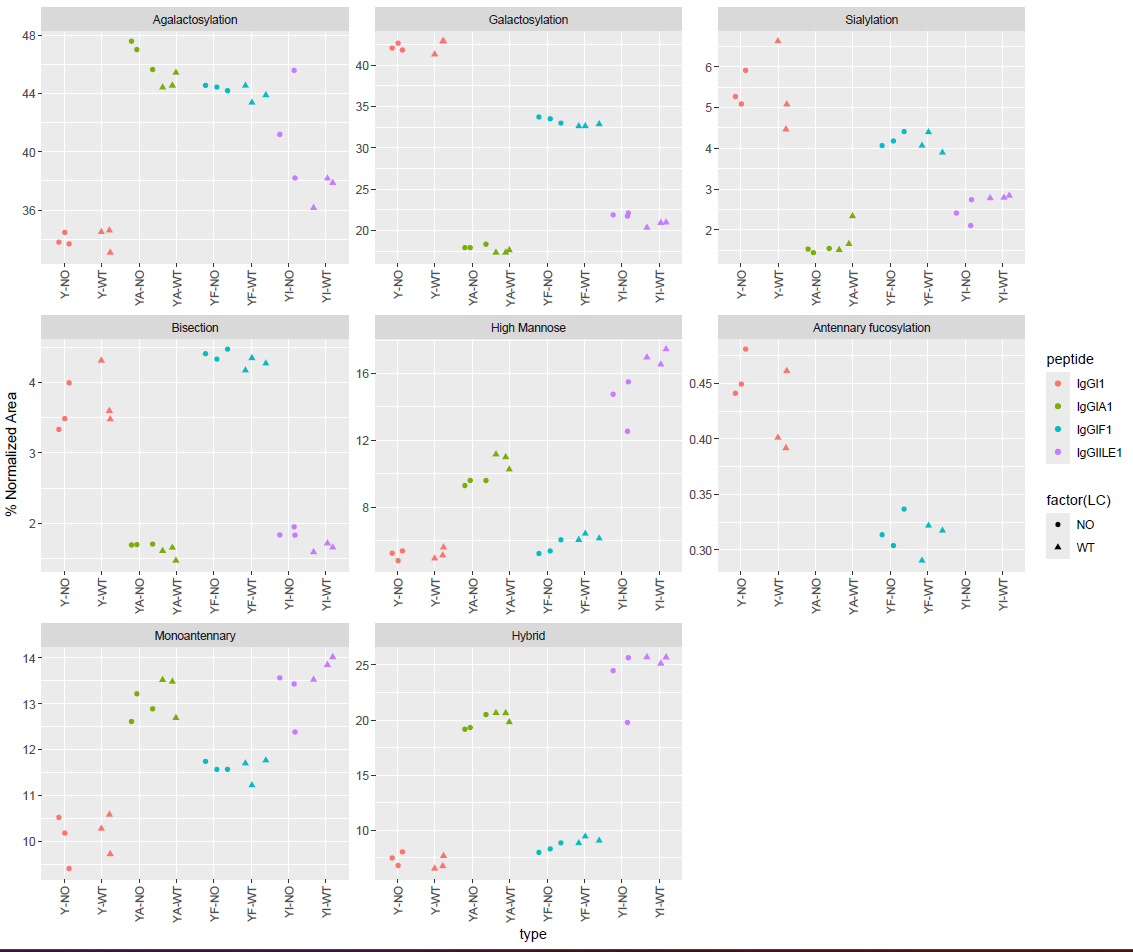 Agalactosylation
Galactosylation
Sialylation
48
44
40
36
40
35
30
25
20
6
5
4
3
2
Y-NO
Y-WT
YA-NO
YA-WT
YF-NO
YF-WT
YI-NO
YI-WT
Y-NO
Y-WT
YA-NO
YA-WT
YF-NO
YF-WT
YI-NO
YI-WT
Y-NO
Y-WT
YA-NO
YA-WT
YF-NO
YF-WT
YI-NO
YI-WT
Bisection
High Mannose
Antennary fucosylation
4
3
2
16
12
8
0.45
0.40
0.35
0.30
Y-NO
Y-WT
YA-NO
YA-WT
YF-NO
YF-WT
YI-NO
YI-WT
Y-NO
Y-WT
YA-NO
YA-WT
YF-NO
YF-WT
YI-NO
YI-WT
Y-NO
Y-WT
YA-NO
YA-WT
YF-NO
YF-WT
YI-NO
YI-WT
Monoantennary
Hybrid
14
13
12
11
10
25
20
15
10
Y-NO
Y-WT
YA-NO
YA-WT
YF-NO
YF-WT
YI-NO
YI-WT
Y-NO
Y-WT
YA-NO
YA-WT
YF-NO
YF-WT
YI-NO
YI-WT
% Normalized Area
type
peptide
IgGI1
IgGIA1
IgGIF1
IgGIILE1
factor(LC)
NO
WT